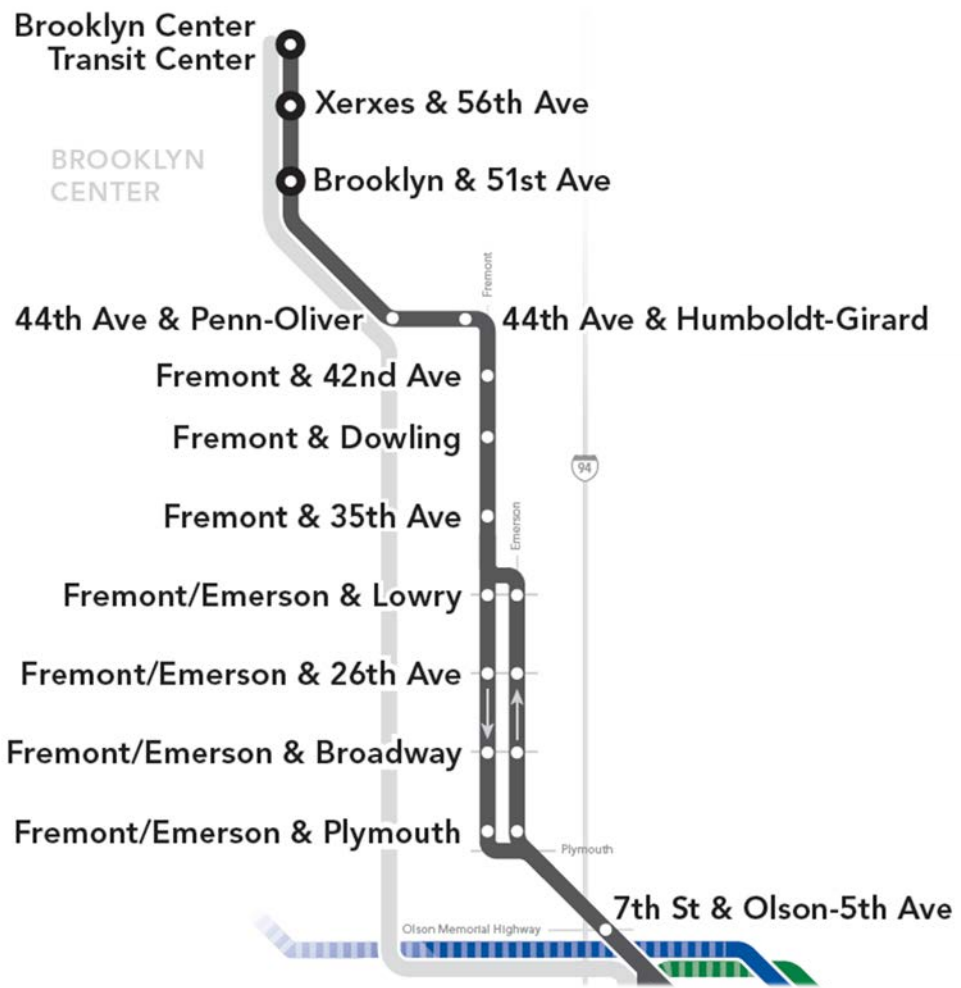 Brooklyn Center
Transit Center
Xerxes & 56th Ave
BROOKLYN
CENTER
Brooklyn & 51st Ave
Fremont
44th Ave & Penn-Oliver
44th Ave & Humboldt-Girard
Fremont & 42nd Ave
Fremont & Dowling
94
Fremont & 35th Ave
Emerson
Fremont/Emerson & Lowry
Fremont/Emerson & 26th Ave
Fremont/Emerson & Broadway
Fremont/Emerson & Plymouth
Plymouth
7th St & Olson-5th Ave
Olson Memorial Highway